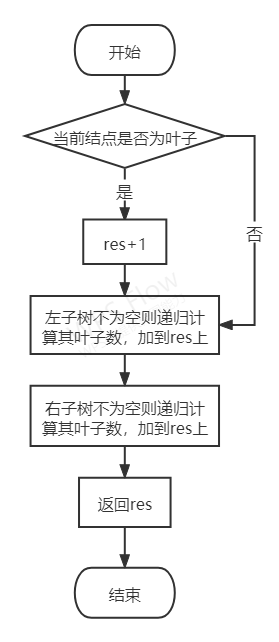 开始
当前结点是否为叶子
是
否
res+1
左子树不为空则递归计
算其叶子数，加到res上
右子树不为空则递归计
算其叶子数，加到res上
返回res
结束